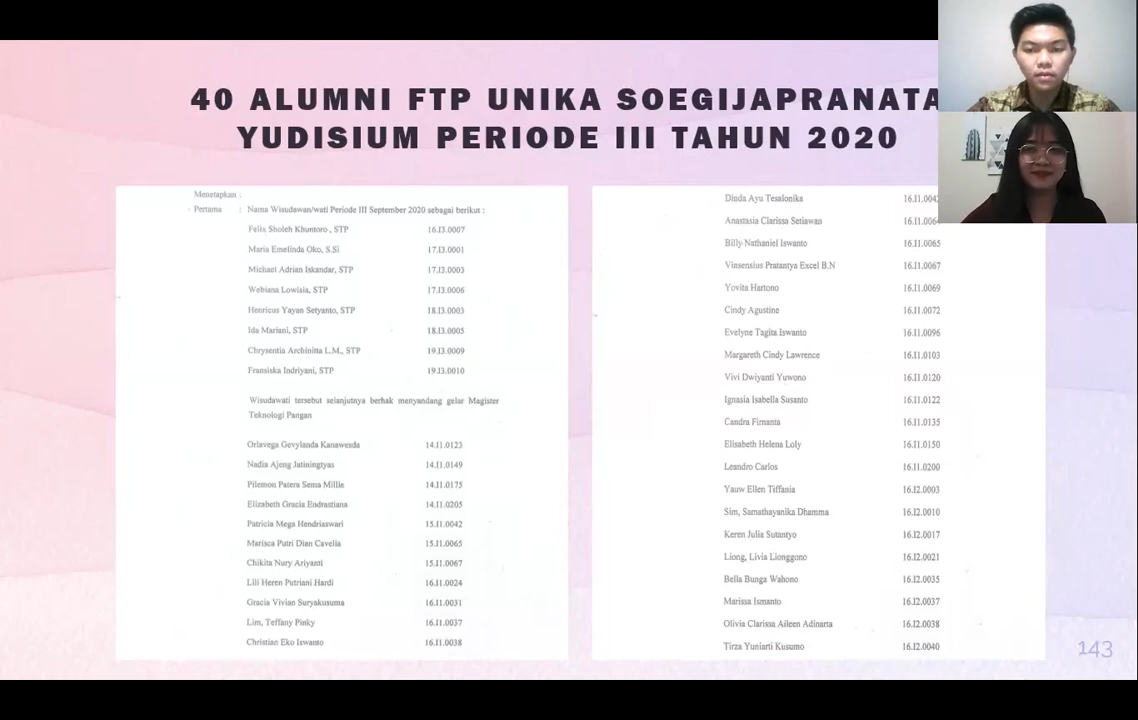 40 ALUMNI FTP UNIKA SOEGIJAPRANATA
YUDISIUM PERIODE III TAHUN 2020
Menetapkan :
Pertama : Nama Wisudawan/wati Periode III September 2020 sebagai berikut :
Felix Sholeh Khuntoro , STP 16.I3.0007
Maria Emelinda Oko, S.Si 17.I3.0001
Michael Adrian Iskandar, STP 17.I3.0003
Webiana Lowisia, STP 17.I3.0006
Henricus Yayan Setyanto, STP 18.I3.0003
Ida Mariani, STP 18.I3.0005
Chrysentia Archinitta L.M., STP 19.I3.0009
Fransiska Indriyani, STP 19.I3.0010
Wisudawati tersebut selanjutnya berhak menyandang gelar Magister
Teknologi Pangan
Orlavega Gevylanda Kanawenda 14.I1.0123
Nadia Ajeng Jatiningtyas 14.I1.0149
Pilemon Patera Sema Millie 14.I1.0175
Elizabeth Gracia Endrastiana 14.I1.0205
Patricia Mega Hendriaswari 15.I1.0042
Marisca Putri Dian Cavelia 15.I1.0065
Chikita Nury Ariyanti 15.I1.0067
Lili Heren Putriani Hardi 16.I1.0024
Gracia Vivian Suryakusuma 16.I1.0031
Lim, Teffany Pinky 16.I1.0037
Christian Eko Iswanto 16.I1.0038
Dinda Ayu Tesalonika 16.I1.004
Anastasia Clarissa Setiawan 16.I1.006
Billy Nathaniel Iswanto 16.I1.0065
Vinsensius Pratantya Excel B.N 16.I1.0067
Yovita Hartono 16.I1.0069
Cindy Agustine 16.I1.0072
Evelyne Tagita Iswanto 16.I1.0096
Margareth Cindy Lawrence 16.I1.0103
Vivi Dwiyanti Yuwono 16.I1.0120
Ignasia Isabella Susanto 16.I1.0122
Candra Firnanta 16.I1.0135
Elisabeth Helena Loly 16.I1.0150
Leandro Carlos 16.I1.0200
Yauw Ellen Tiffania 16.I2.0003
Sim, Samathayanika Dhamma 16.I2.0010
Keren Julia Sutantyo 16.I2.0017
Liong, Livia Lionggono 16.I2.0021
Bella Bunga Wahono 16.I2.0035
Marissa Ismanto 16.I2.0037
Olivia Clarissa Aileen Adinarta 16.I2.0038
Tirza Yuniarti Kusumo 16.I2.0040
143